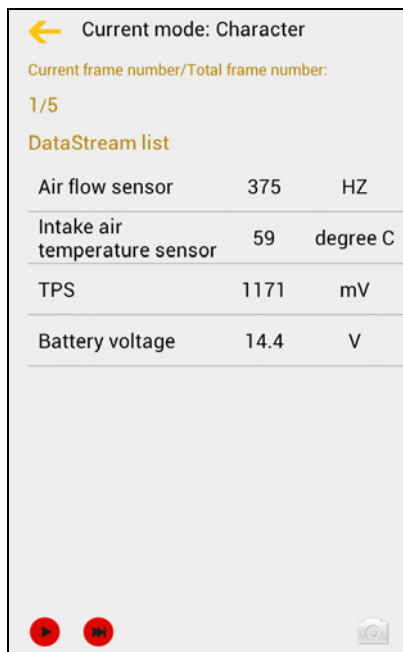 Current mode: Character
Current frame number/Total frame number:
1/5
DataStream list
Air flow sensor 375 HZ
Intake air
temperature sensor 59 degree C
TPS 1171 mV
Battery voltage 14.4 V